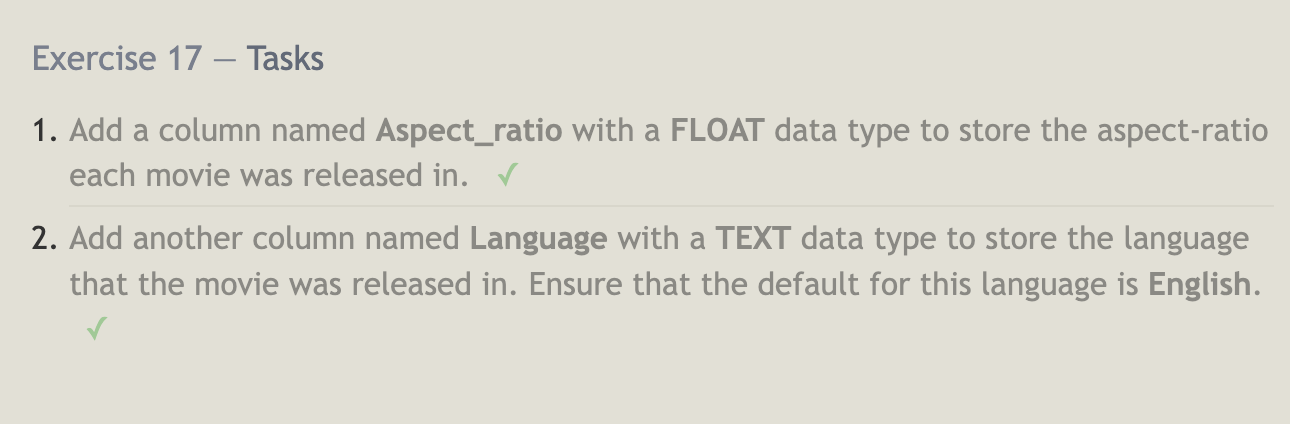 Exercise 17 — Tasks
1. Add a column named Aspect_ratio with a FLOAT data type to store the aspect-ratio
each movie was released in. ✓
2. Add another column named Language with a TEXT data type to store the language
that the movie was released in. Ensure that the default for this language is English.
✓